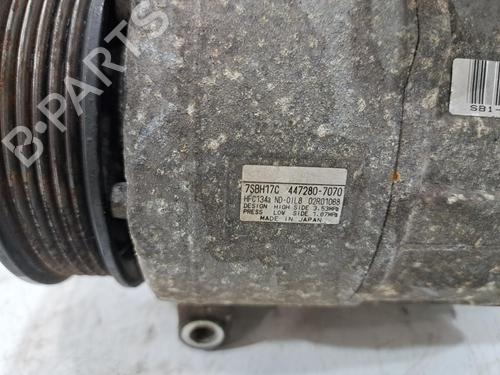 B-PARTS
SB1-
7SBH17C 447280-7070
HFC134a ND-OIL8 02R01068
DESIGN HIGH SIDE 3.53MPa
PRESS LOW SIDE 1.87MPa
MADE IN JAPAN